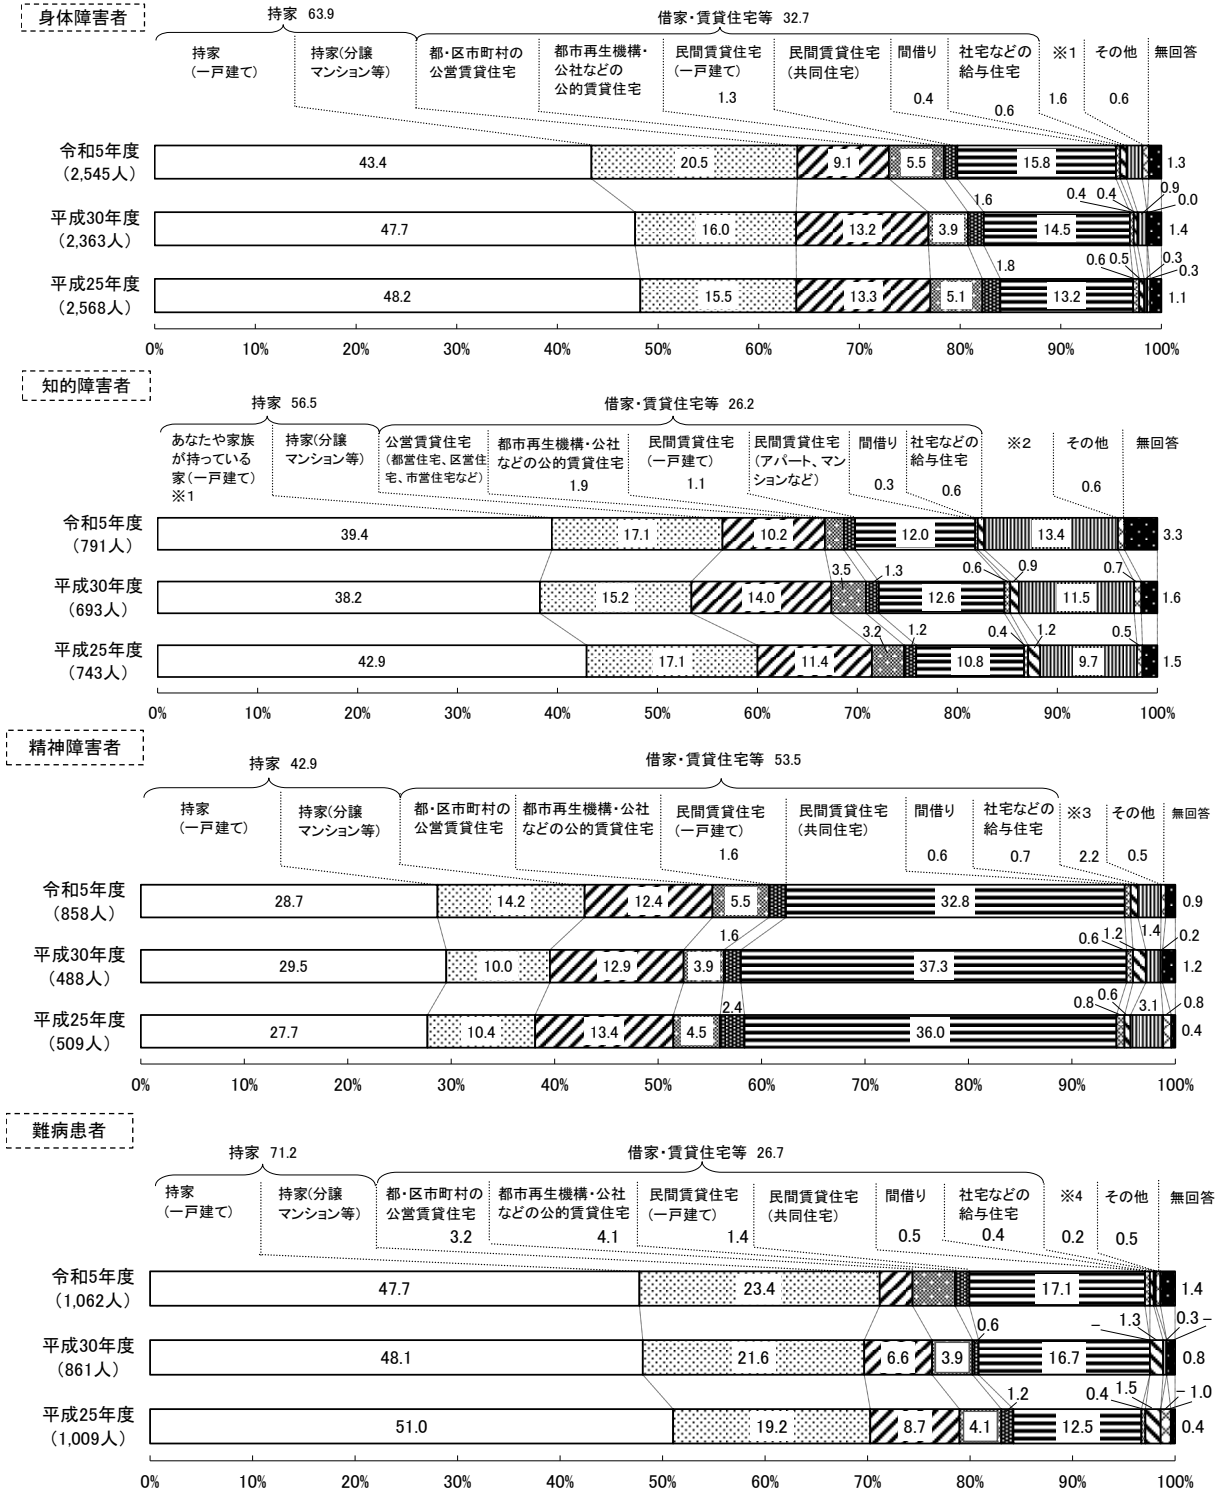 身体障害者
持家 63.9
借家・賃貸住宅等 32.7
持家
(一戸建て)
持家(分譲
マンション等)
都・区市町村の
公営賃貸住宅
都市再生機構・
公社などの
公的賃貸住宅
民間賃貸住宅
(一戸建て)
1.3
民間賃貸住宅
(共同住宅)
間借り
0.4
社宅などの
給与住宅
0.6
※1
1.6
その他
0.6
無回答
令和5年度
(2,545人)
43.4 20.5 9.1 5.5 15.8 1.3
1.6 0.4 0.4 0.9 0.0
平成30年度
(2,363人)
47.7 16.0 13.2 3.9 14.5 1.4
1.8 0.6 0.5 0.3 0.3
平成25年度
(2,568人)
48.2 15.5 13.3 5.1 13.2 1.1
0% 10% 20% 30% 40% 50% 60% 70% 80% 90% 100%
知的障害者
持家 56.5
借家・賃貸住宅等 26.2
あなたや家族
が持っている
家(一戸建て)
※1
持家(分譲
マンション等)
公営賃貸住宅
(都営住宅、区営住
宅、市営住宅など)
都市再生機構・公社
などの公的賃貸住宅
1.9
民間賃貸住宅
(一戸建て)
1.1
民間賃貸住宅
(アパート、マン
ションなど)
間借り
0.3
社宅などの
給与住宅
0.6
※2
その他
0.6
無回答
令和5年度
(791人)
39.4 17.1 10.2 12.0 13.4 3.3
3.5 1.3 0.6 0.9 0.7
平成30年度
(693人)
38.2 15.2 14.0 12.6 11.5 1.6
3.2 1.2 0.4 1.2 0.5
平成25年度
(743人)
42.9 17.1 11.4 10.8 9.7 1.5
0% 10% 20% 30% 40% 50% 60% 70% 80% 90% 100%
精神障害者
持家 42.9
借家・賃貸住宅等 53.5
持家
(一戸建て)
持家(分譲
マンション等)
都・区市町村の
公営賃貸住宅
都市再生機構・公社
などの公的賃貸住宅
民間賃貸住宅
(一戸建て)
1.6
民間賃貸住宅
(共同住宅)
間借り
0.6
社宅などの
給与住宅
0.7
※3
2.2
その他
0.5
無回答
令和5年度
(858人)
28.7 14.2 12.4 5.5 32.8 0.9
1.6 0.6 1.2 1.4 0.2
平成30年度
(488人)
29.5 10.0 12.9 3.9 37.3 1.2
2.4 0.8 0.6 3.1 0.8
平成25年度
(509人)
27.7 10.4 13.4 4.5 36.0 0.4
0% 10% 20% 30% 40% 50% 60% 70% 80% 90% 100%
難病患者
持家 71.2
借家・賃貸住宅等 26.7
持家
(一戸建て)
持家(分譲
マンション等)
都・区市町村の
公営賃貸住宅
3.2
都市再生機構・公社
などの公的賃貸住宅
4.1
民間賃貸住宅
(一戸建て)
1.4
民間賃貸住宅
(共同住宅)
間借り
0.5
社宅などの
給与住宅
0.4
※4
0.2
その他
0.5
無回答
令和5年度
(1,062人)
47.7 23.4 17.1 1.4
0.6 – 1.3 0.3 –
平成30年度
(861人)
48.1 21.6 6.6 3.9 16.7 0.8
1.2 0.4 1.5 – 1.0
平成25年度
(1,009人)
51.0 19.2 8.7 4.1 12.5 0.4
0% 10% 20% 30% 40% 50% 60% 70% 80% 90% 100%